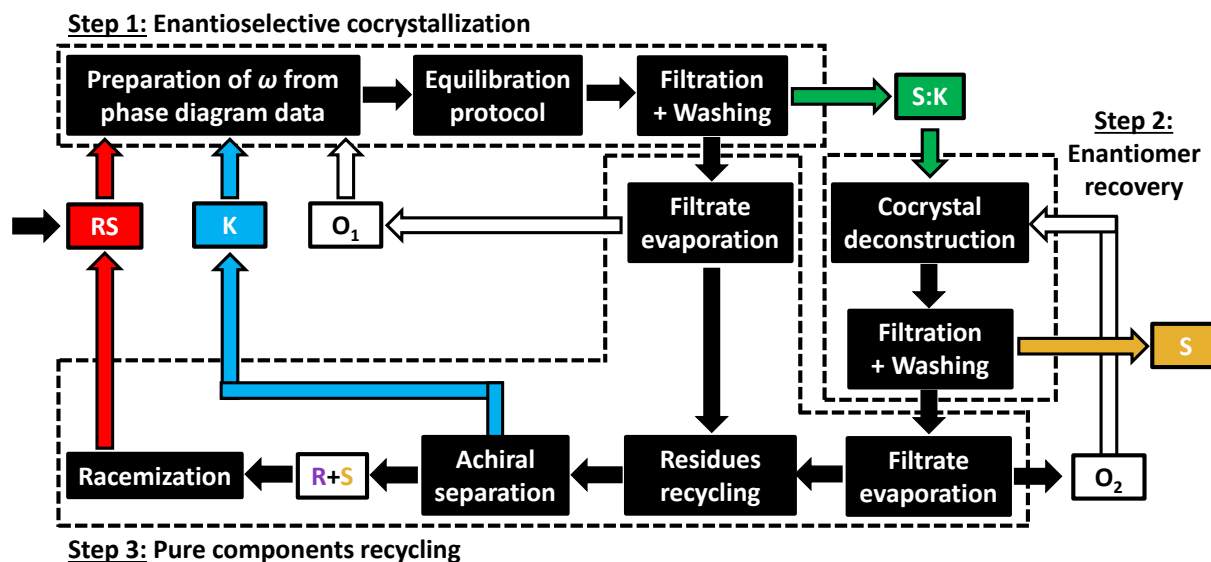 Step 1: Enantioselective cocrystallization
Preparation of ω from
phase diagram data
Equilibration
protocol
Filtration
+ Washing
S:K
Step 2:
Enantiomer
recovery
RS
K
O₁
Filtrate
evaporation
Cocrystal
deconstruction
Filtration
+ Washing
S
Racemization
R+S
Achiral
separation
Residues
recycling
Filtrate
evaporation
O₂
Step 3: Pure components recycling